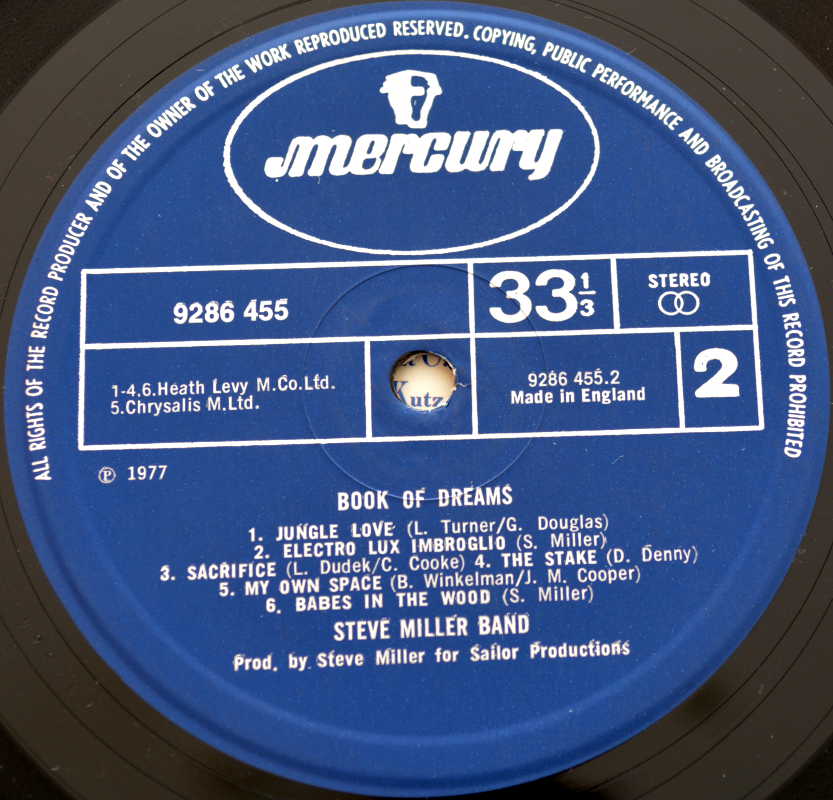 ALL RIGHTS OF THE RECORD PRODUCER AND OF THE OWNER OF THE WORK REPRODUCED RESERVED. COPYING, PUBLIC PERFORMANCE AND BROADCASTING OF THIS RECORD PROHIBITED
mercury
9286 455
33 1/3
STEREO
1-4.6.Heath Levy M.Co.Ltd.
5.Chrysalis M.Ltd.
Kutz
9286 455.2
Made in England
2
Ⓟ 1977
BOOK OF DREAMS
1. JUNGLE LOVE (L. Turner/G. Douglas)
2. ELECTRO LUX IMBROGLIO (S. Miller)
3. SACRIFICE (L. Dudek/C. Cooke) 4. THE STAKE (D. Denny)
5. MY OWN SPACE (B. Winkelman/J. M. Cooper)
6. BABES IN THE WOOD (S. Miller)
STEVE MILLER BAND
Prod. by Steve Miller for Sailor Productions